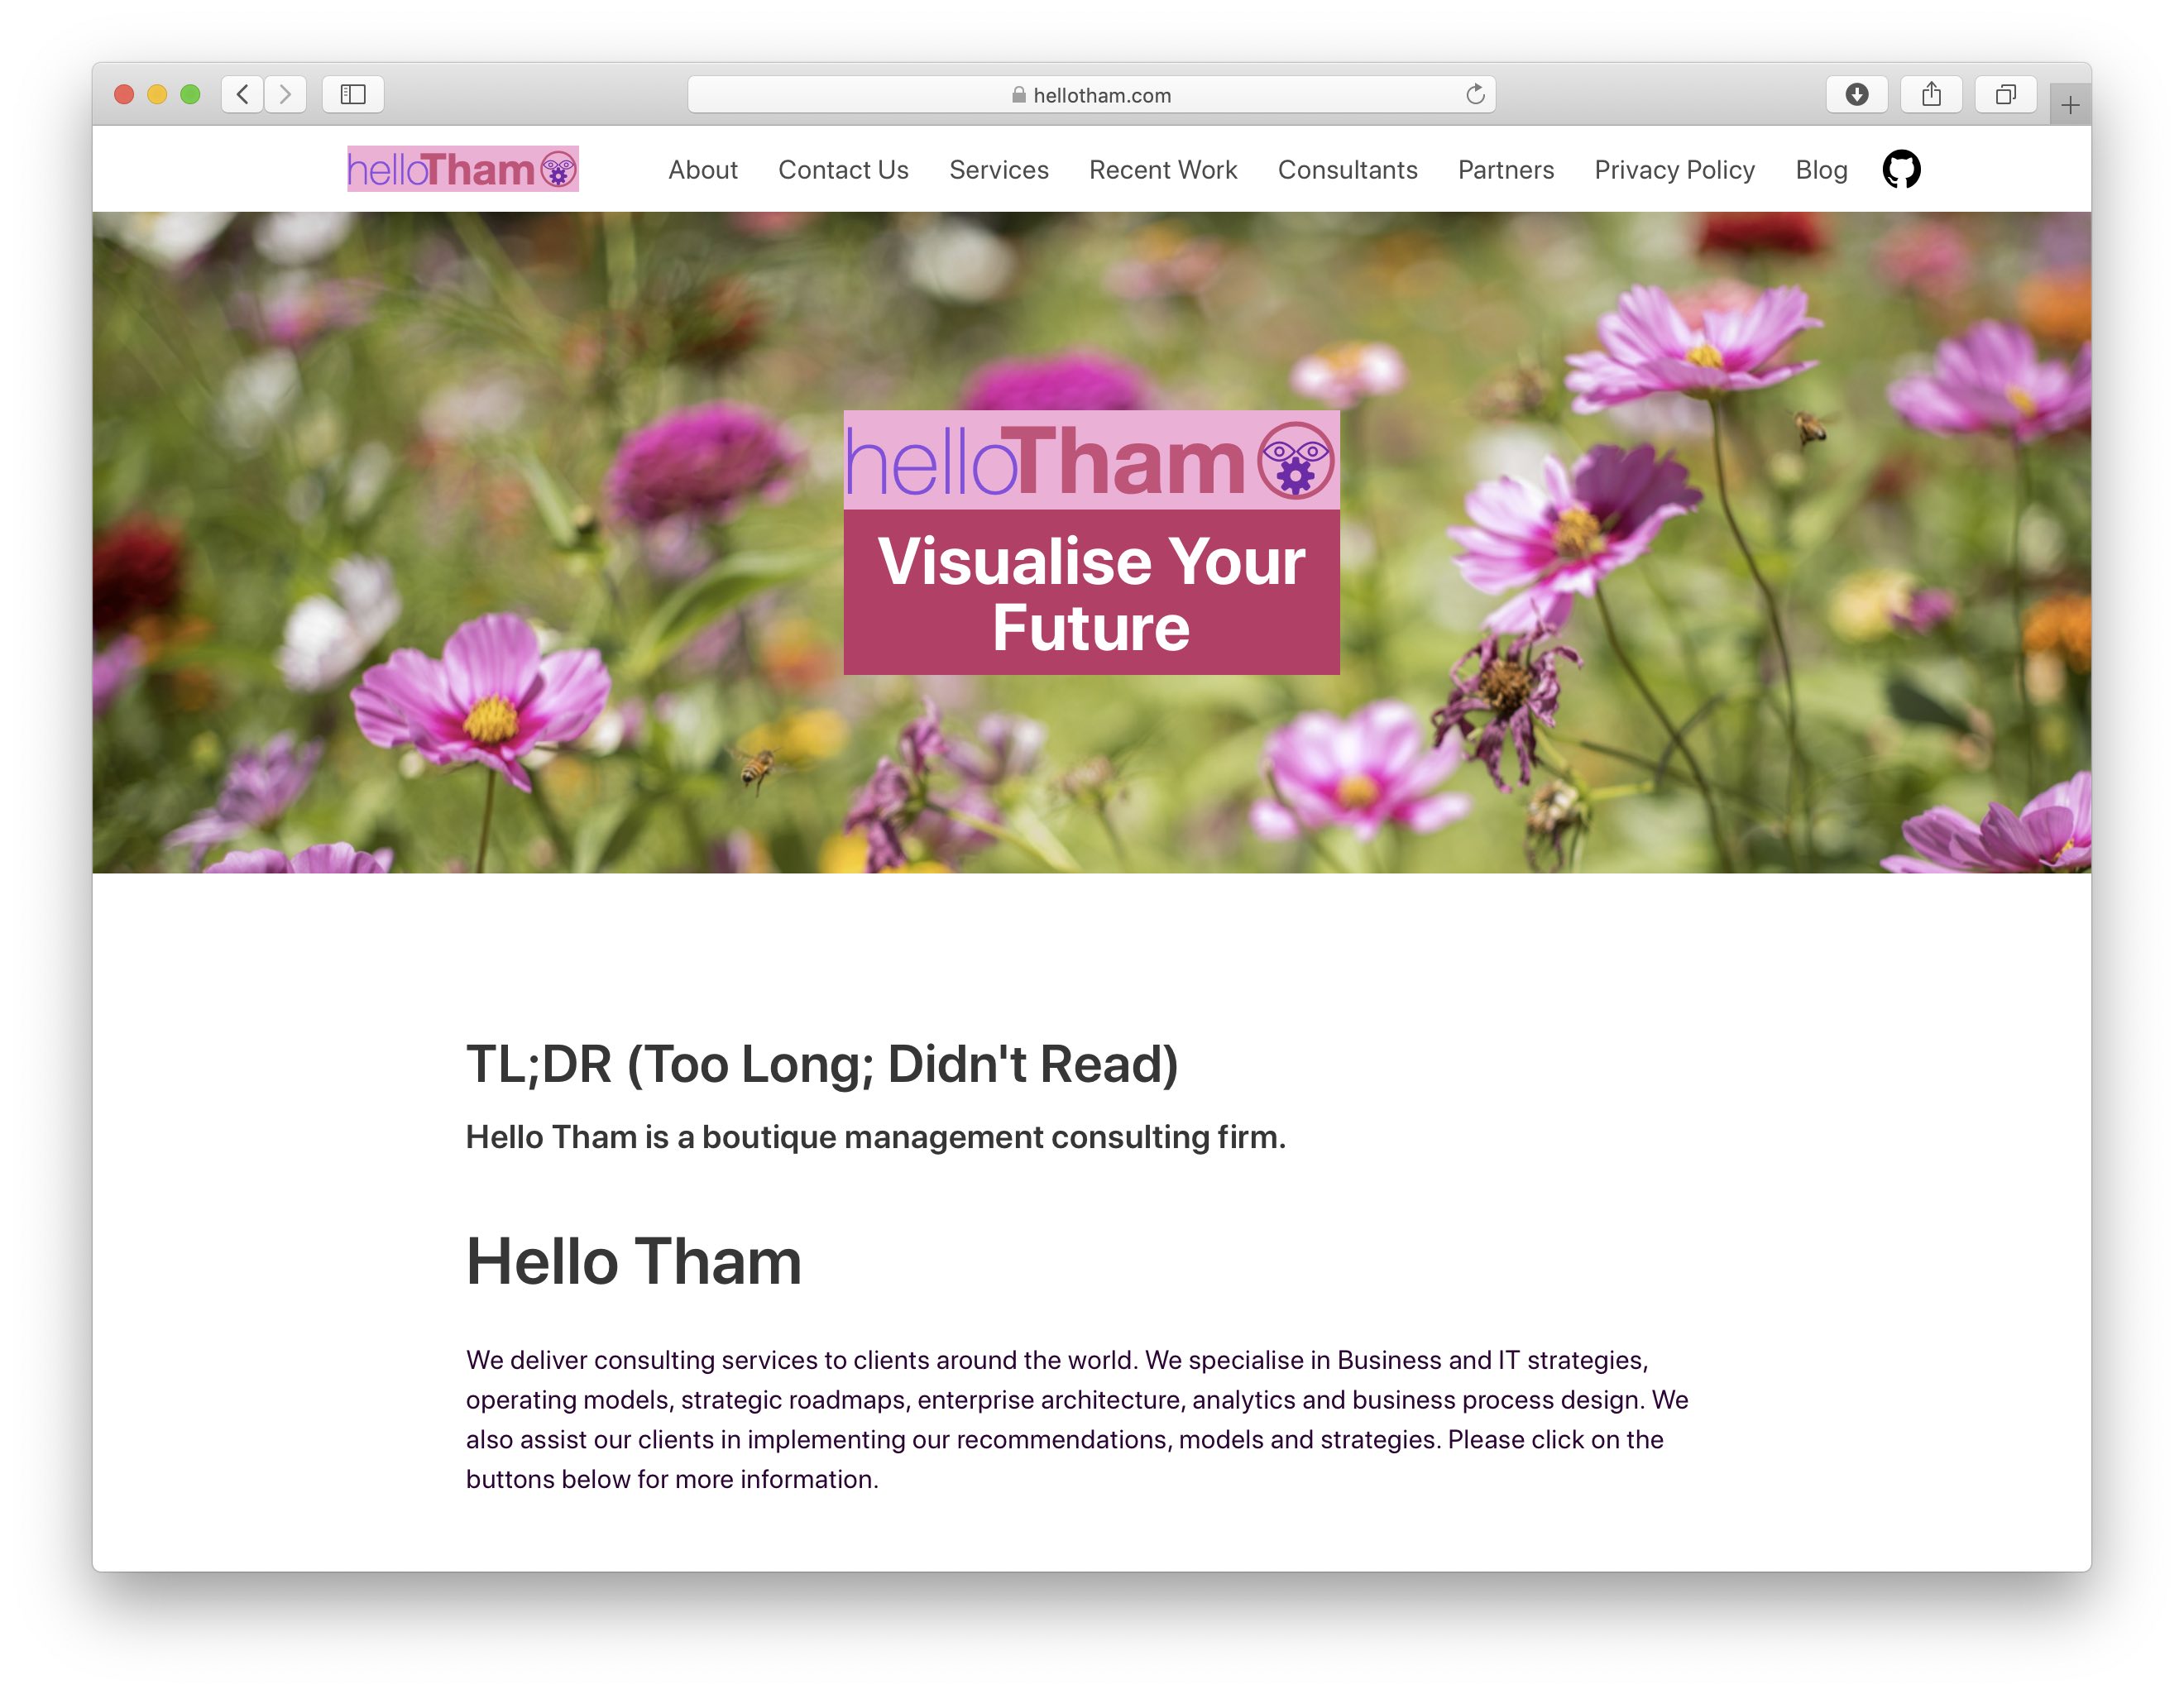 hellotham.com
helloTham
About Contact Us Services Recent Work Consultants Partners Privacy Policy Blog
helloTham
Visualise Your
Future
TL;DR (Too Long; Didn't Read)
Hello Tham is a boutique management consulting firm.
Hello Tham
We deliver consulting services to clients around the world. We specialise in Business and IT strategies,
operating models, strategic roadmaps, enterprise architecture, analytics and business process design. We
also assist our clients in implementing our recommendations, models and strategies. Please click on the
buttons below for more information.